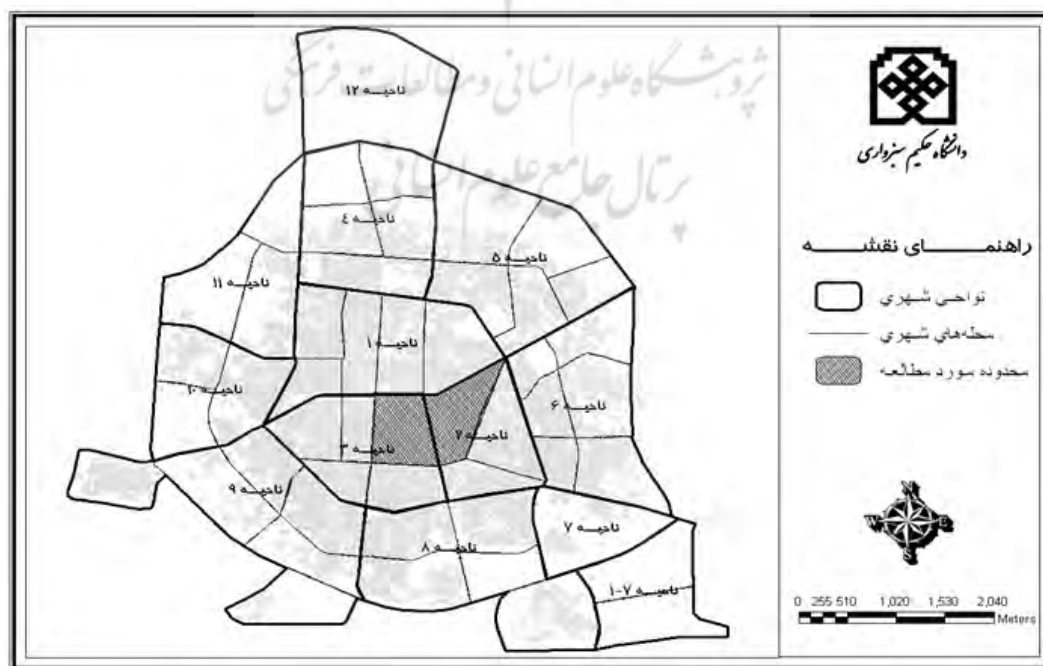 پژوهشگاه علوم انسانی و مطالعات فرهنگی
پرتال جامع علوم انسانی
ناحیه ۱۲
ناحیه ٤
ناحیه ۵
ناحیه ۱۱
ناحیه ۱
ناحیه ۱۰
ناحیه ۶
ناحیه ۲
ناحیه ۳
ناحیه ۹
ناحیه ۸
ناحیه ۷
ناحیه ۷-۱
دانشگاه حکیم سبزواری
راهنمای نقشه
نواحی شهری
محله‌های شهری
محدوده مورد مطالعه
N
W E
S
0 255 510 1,020 1,530 2,040
Meters